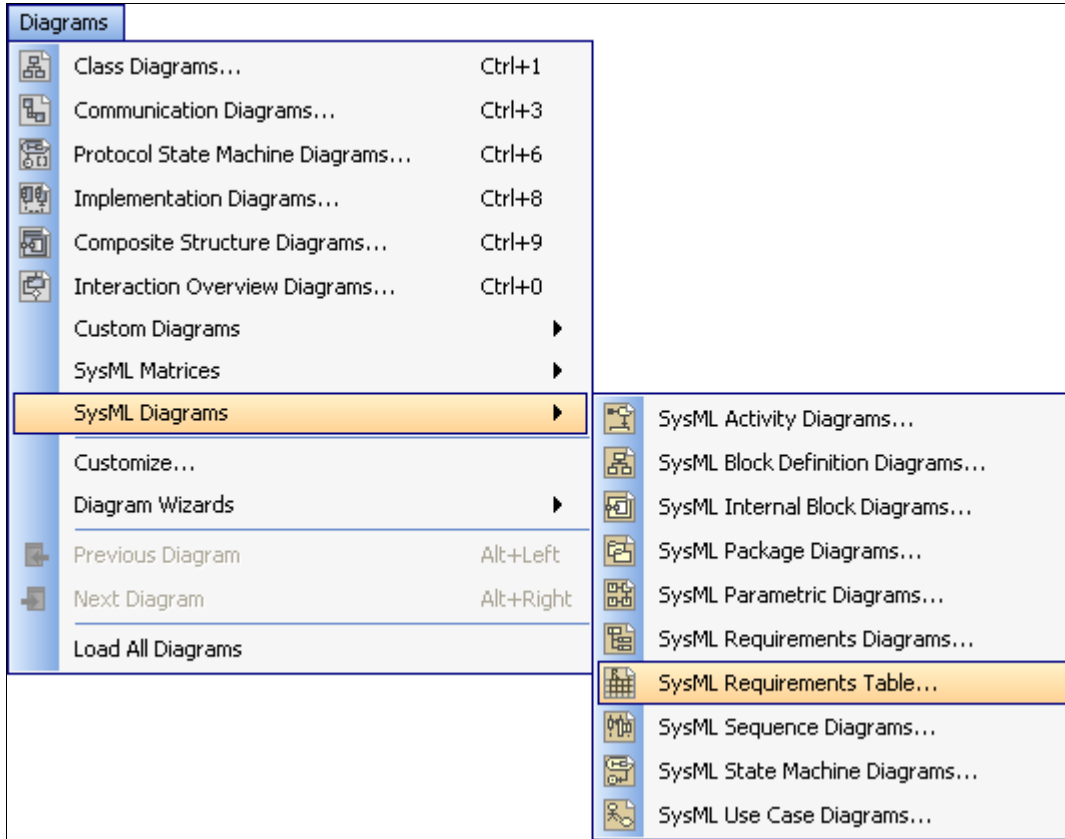 Diagrams
Class Diagrams... Ctrl+1
Communication Diagrams... Ctrl+3
Protocol State Machine Diagrams... Ctrl+6
Implementation Diagrams... Ctrl+8
Composite Structure Diagrams... Ctrl+9
Interaction Overview Diagrams... Ctrl+0
Custom Diagrams
SysML Matrices
SysML Diagrams
Customize...
Diagram Wizards
Previous Diagram Alt+Left
Next Diagram Alt+Right
Load All Diagrams
SysML Activity Diagrams...
SysML Block Definition Diagrams...
SysML Internal Block Diagrams...
SysML Package Diagrams...
SysML Parametric Diagrams...
SysML Requirements Diagrams...
SysML Requirements Table...
SysML Sequence Diagrams...
SysML State Machine Diagrams...
SysML Use Case Diagrams...